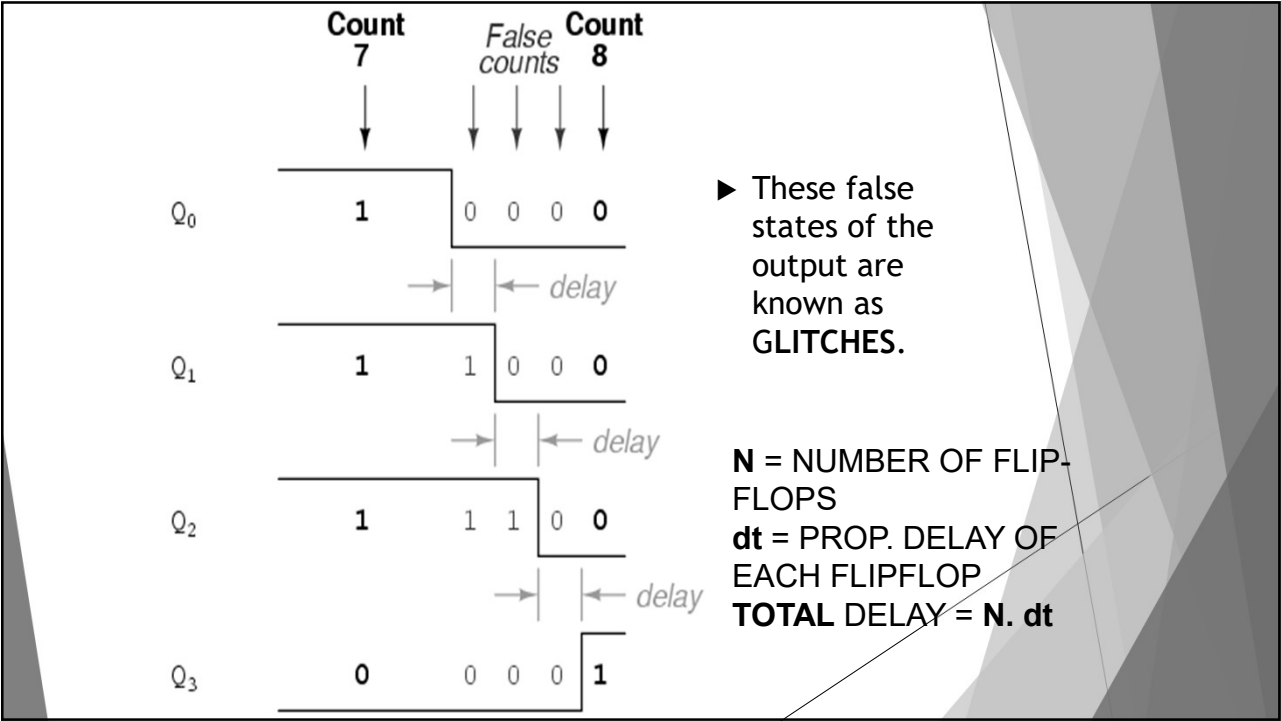 Count False Count
7 counts 8
Q0 1 0 0 0 0
delay
Q1 1 1 0 0 0
delay
Q2 1 1 1 0 0
delay
Q3 0 0 0 0 1
▶ These false
states of the
output are
known as
GLITCHES.
N = NUMBER OF FLIP-
FLOPS
dt = PROP. DELAY OF
EACH FLIPFLOP
TOTAL DELAY = N. dt